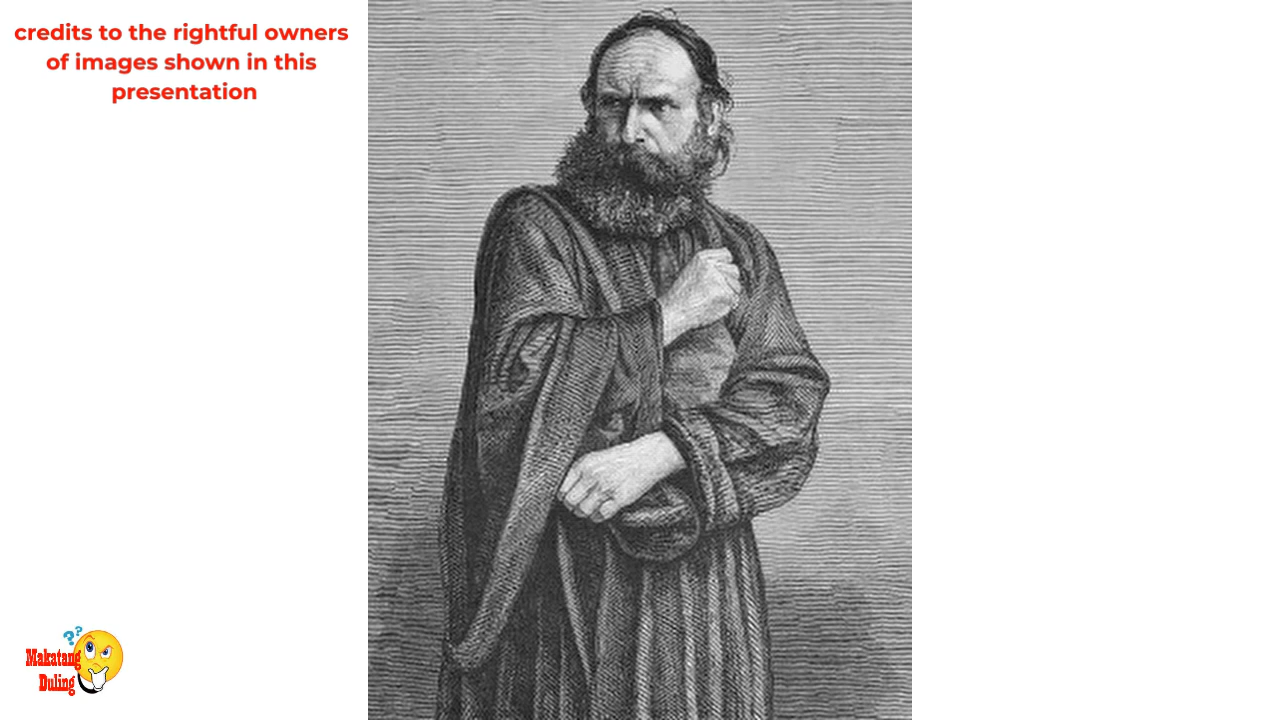 credits to the rightful owners
of images shown in this
presentation
??
Makatang
Duling